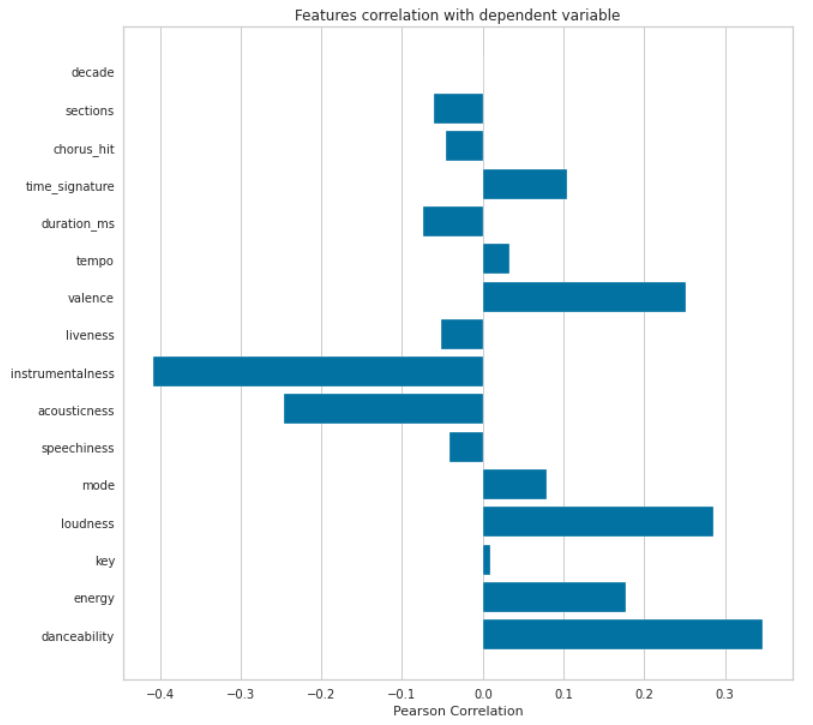 Features correlation with dependent variable
decade
sections
chorus_hit
time_signature
duration_ms
tempo
valence
liveness
instrumentalness
acousticness
speechiness
mode
loudness
key
energy
danceability
−0.4 −0.3 −0.2 −0.1 0.0 0.1 0.2 0.3
Pearson Correlation